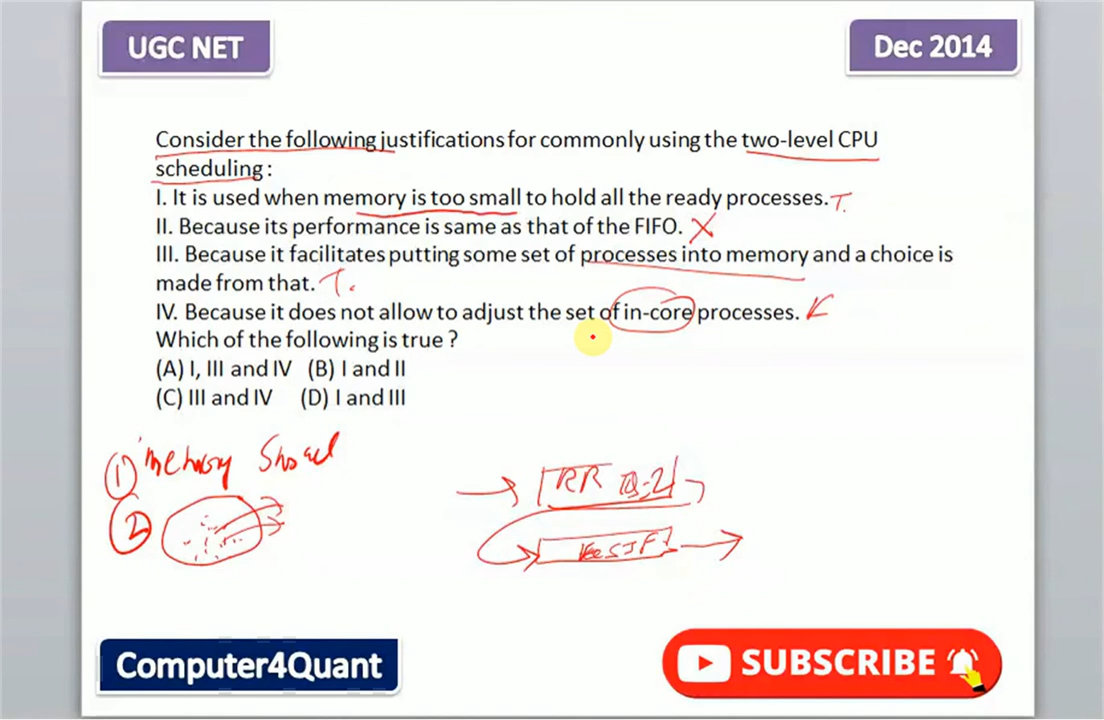 UGC NET
Dec 2014
Consider the following justifications for commonly using the two-level CPU
scheduling :
I. It is used when memory is too small to hold all the ready processes. T.
II. Because its performance is same as that of the FIFO. X
III. Because it facilitates putting some set of processes into memory and a choice is
made from that. T.
IV. Because it does not allow to adjust the set of in-core processes.
Which of the following is true ?
(A) I, III and IV (B) I and II
(C) III and IV (D) I and III
1 memory
2
RR
SJF
Computer4Quant
SUBSCRIBE